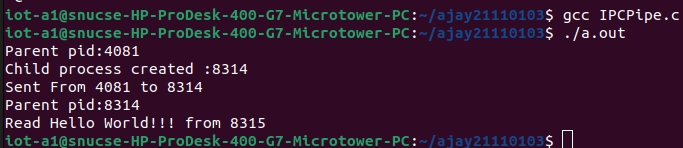 iot-a1@snucse-HP-ProDesk-400-G7-Microtower-PC:~/ajay21110103$ gcc IPCPipe.c
iot-a1@snucse-HP-ProDesk-400-G7-Microtower-PC:~/ajay21110103$ ./a.out
Parent pid:4081
Child process created :8314
Sent From 4081 to 8314
Parent pid:8314
Read Hello World!!! from 8315
iot-a1@snucse-HP-ProDesk-400-G7-Microtower-PC:~/ajay21110103$